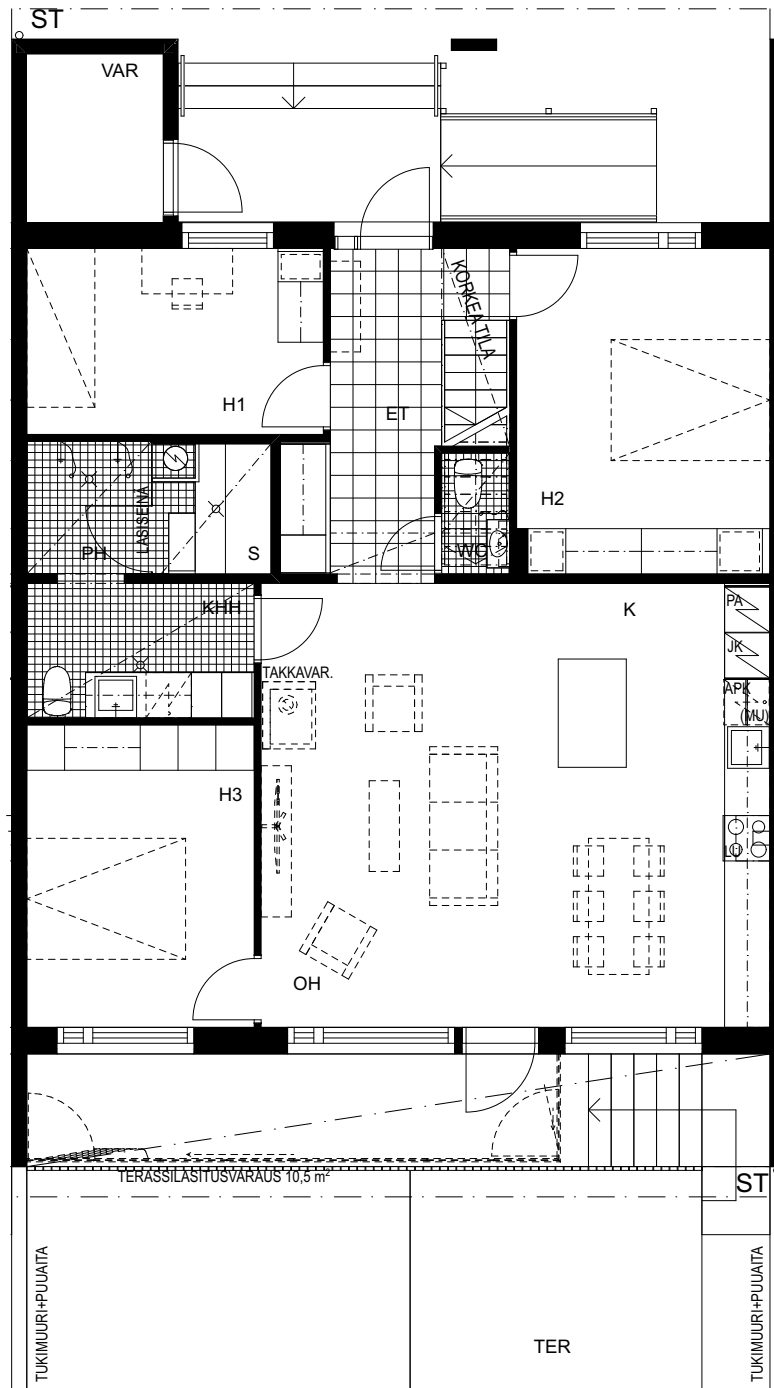 ST
VAR
KORKEA TILA
H1
ET
H2
LASISEINÄ
PH
S
WC
KHH
K
PA
JK
TAKKAVAR.
APK
(MU)
H3
LU
OH
TERASSILASITUSVARAUS 10,5 m²
ST
TUKIMUURI+PUUAITA
TUKIMUURI+PUUAITA
TER